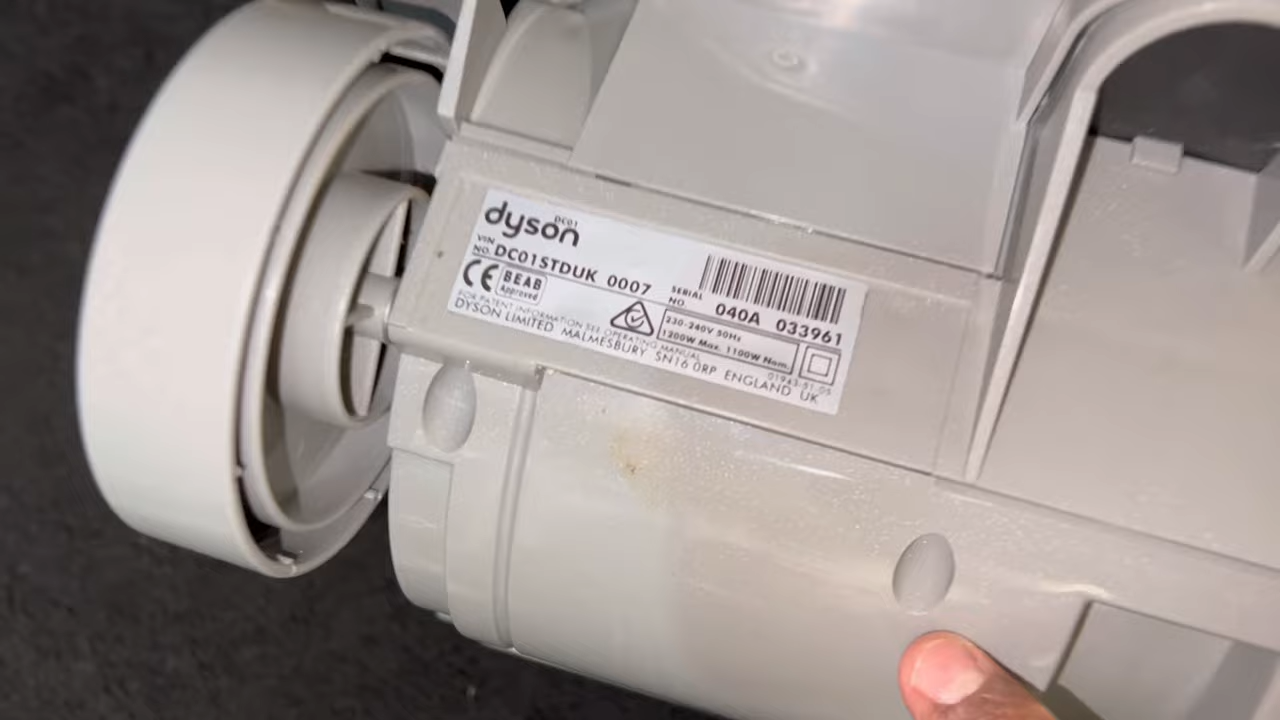 dyson
DC01
VIN NO. DC01STDUK 0007
SERIAL NO 040A 033961
CE BEAB Approved
230-240V 50Hz
1200W Max. 1100W Nom.
FOR PATENT INFORMATION SEE OPERATING MANUAL
01943-51-05
DYSON LIMITED MALMESBURY SN16 0RP ENGLAND UK